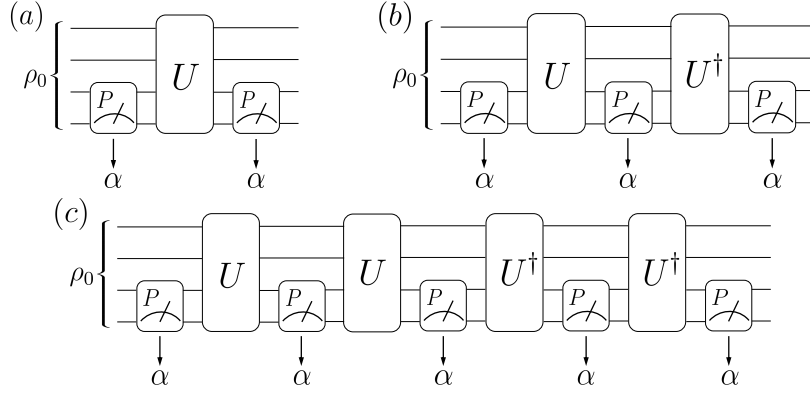 (a) ρ₀ P U P
α α
(b) ρ₀ P U P U† P
α α α
(c) ρ₀ P U P U P U† P U† P
α α α α α